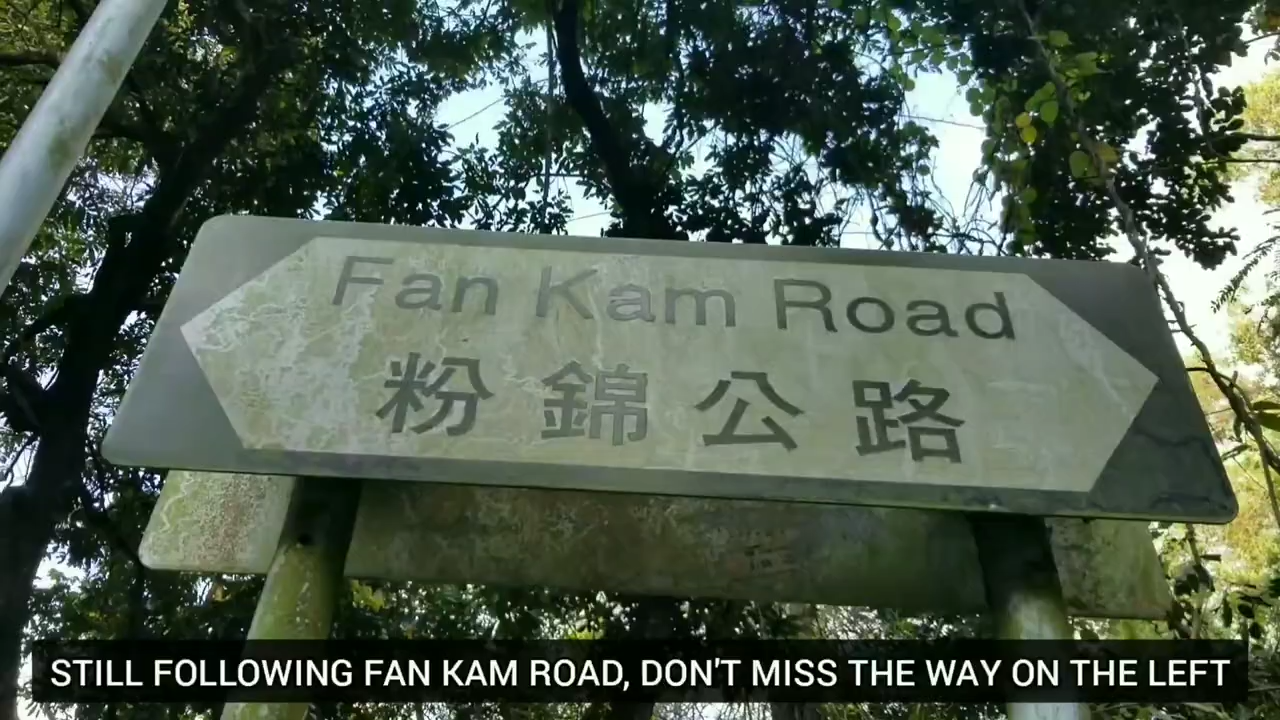 Fan Kam Road
粉錦公路
STILL FOLLOWING FAN KAM ROAD, DON'T MISS THE WAY ON THE LEFT